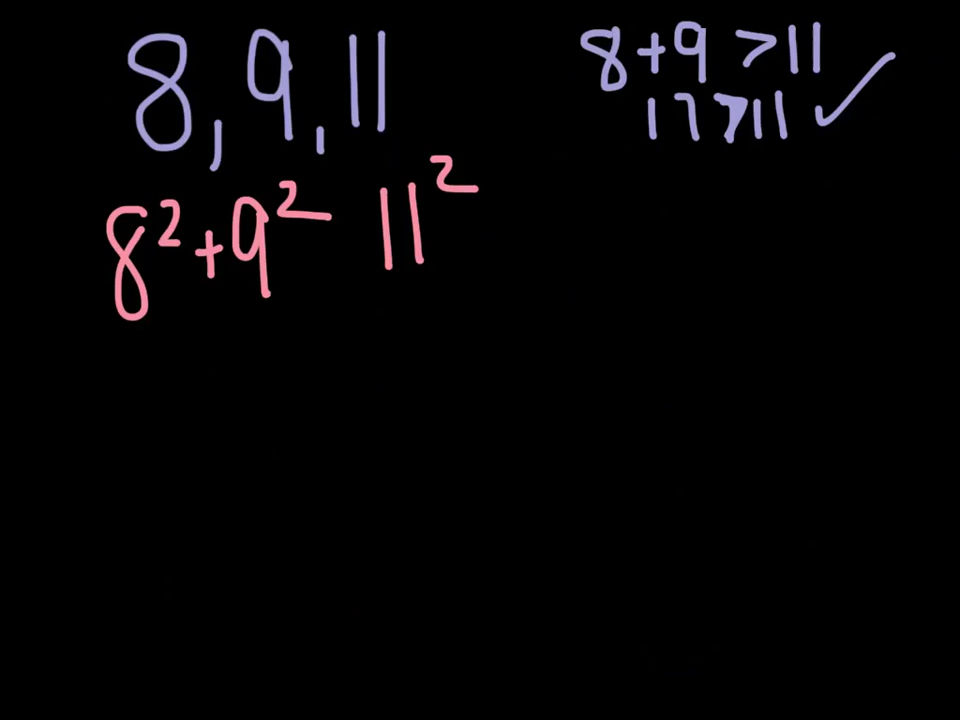 8, 9, 11
8+9 >11
17>11 ✓
8²+9² 11²